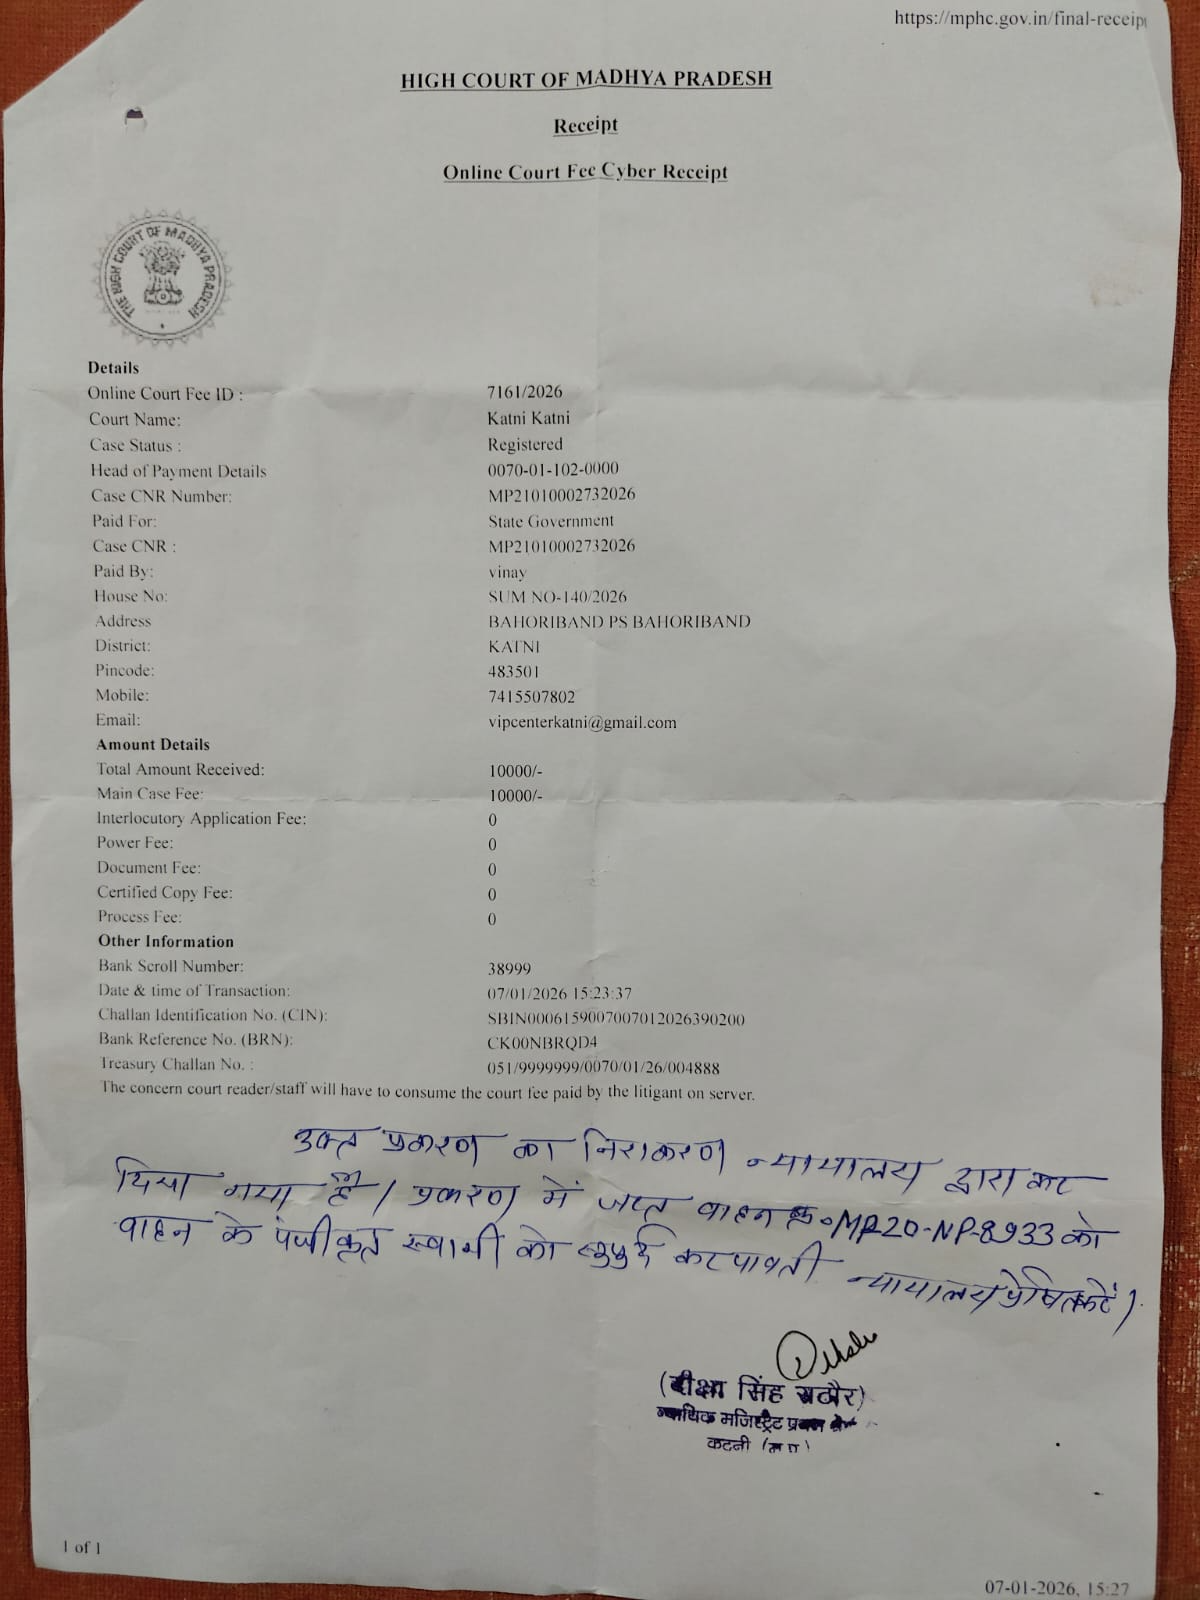 https://mphc.gov.in/final-receip
HIGH COURT OF MADHYA PRADESH
Receipt
Online Court Fee Cyber Receipt
THE HIGH COURT OF MADHYA PRADESH
Details
Online Court Fee ID : 7161/2026
Court Name: Katni Katni
Case Status : Registered
Head of Payment Details 0070-01-102-0000
Case CNR Number: MP21010002732026
Paid For: State Government
Case CNR : MP21010002732026
Paid By: vinay
House No: SUM NO-140/2026
Address BAHORIBAND PS BAHORIBAND
District: KATNI
Pincode: 483501
Mobile: 7415507802
Email: vipcenterkatni@gmail.com
Amount Details
Total Amount Received: 10000/-
Main Case Fee: 10000/-
Interlocutory Application Fee: 0
Power Fee: 0
Document Fee: 0
Certified Copy Fee: 0
Process Fee: 0
Other Information
Bank Scroll Number: 38999
Date & time of Transaction: 07/01/2026 15:23:37
Challan Identification No. (CIN): SBIN00061590070070120263902​00
Bank Reference No. (BRN): CK00NBRQD4
Treasury Challan No. : 051/9999999/0070/01/26/004888
The concern court reader/staff will have to consume the court fee paid by the litigant on server.
उक्त प्रकरण का निराकरण न्यायालय द्वारा कर
दिया गया है। प्रकरण में जप्त वाहन क्र. MP20-NP-8933 को
वाहन के पंजीकृत स्वामी को सुपुर्द कर पावती न्यायालय प्रेषित करें।
(दीक्षा सिंह राठौर)
न्यायिक मजिस्ट्रेट प्रथम
कटनी (म प्र)
1 of 1
07-01-2026, 15:27